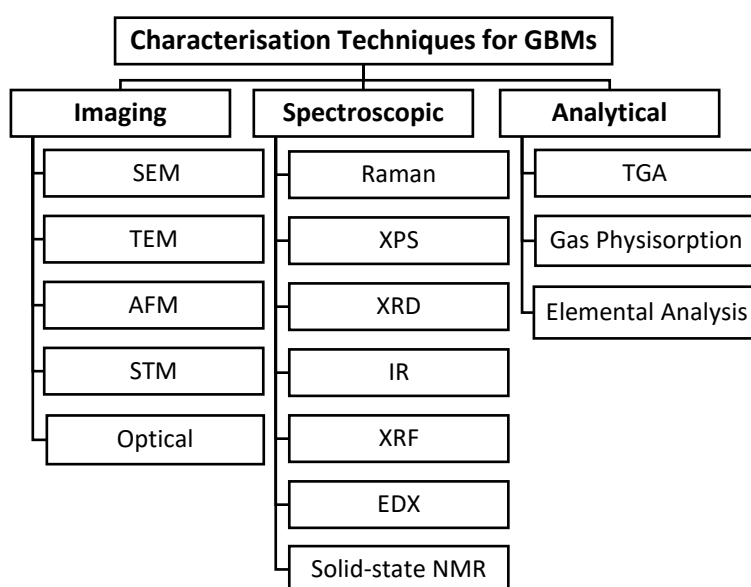 Characterisation Techniques for GBMs
Imaging
SEM
TEM
AFM
STM
Optical
Spectroscopic
Raman
XPS
XRD
IR
XRF
EDX
Solid-state NMR
Analytical
TGA
Gas Physisorption
Elemental Analysis